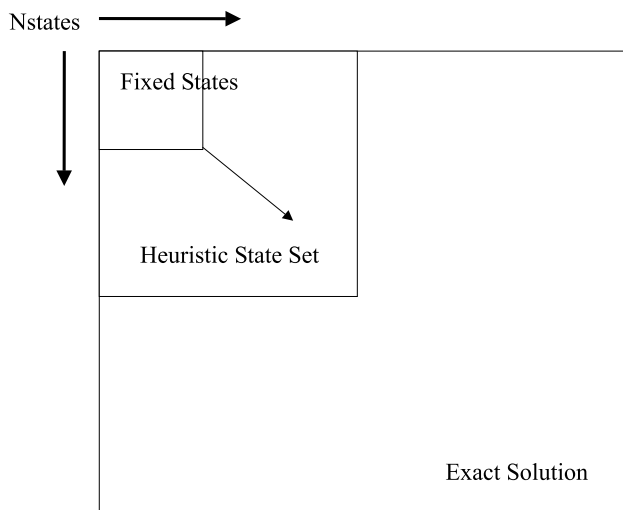 Nstates
Fixed States
Heuristic State Set
Exact Solution